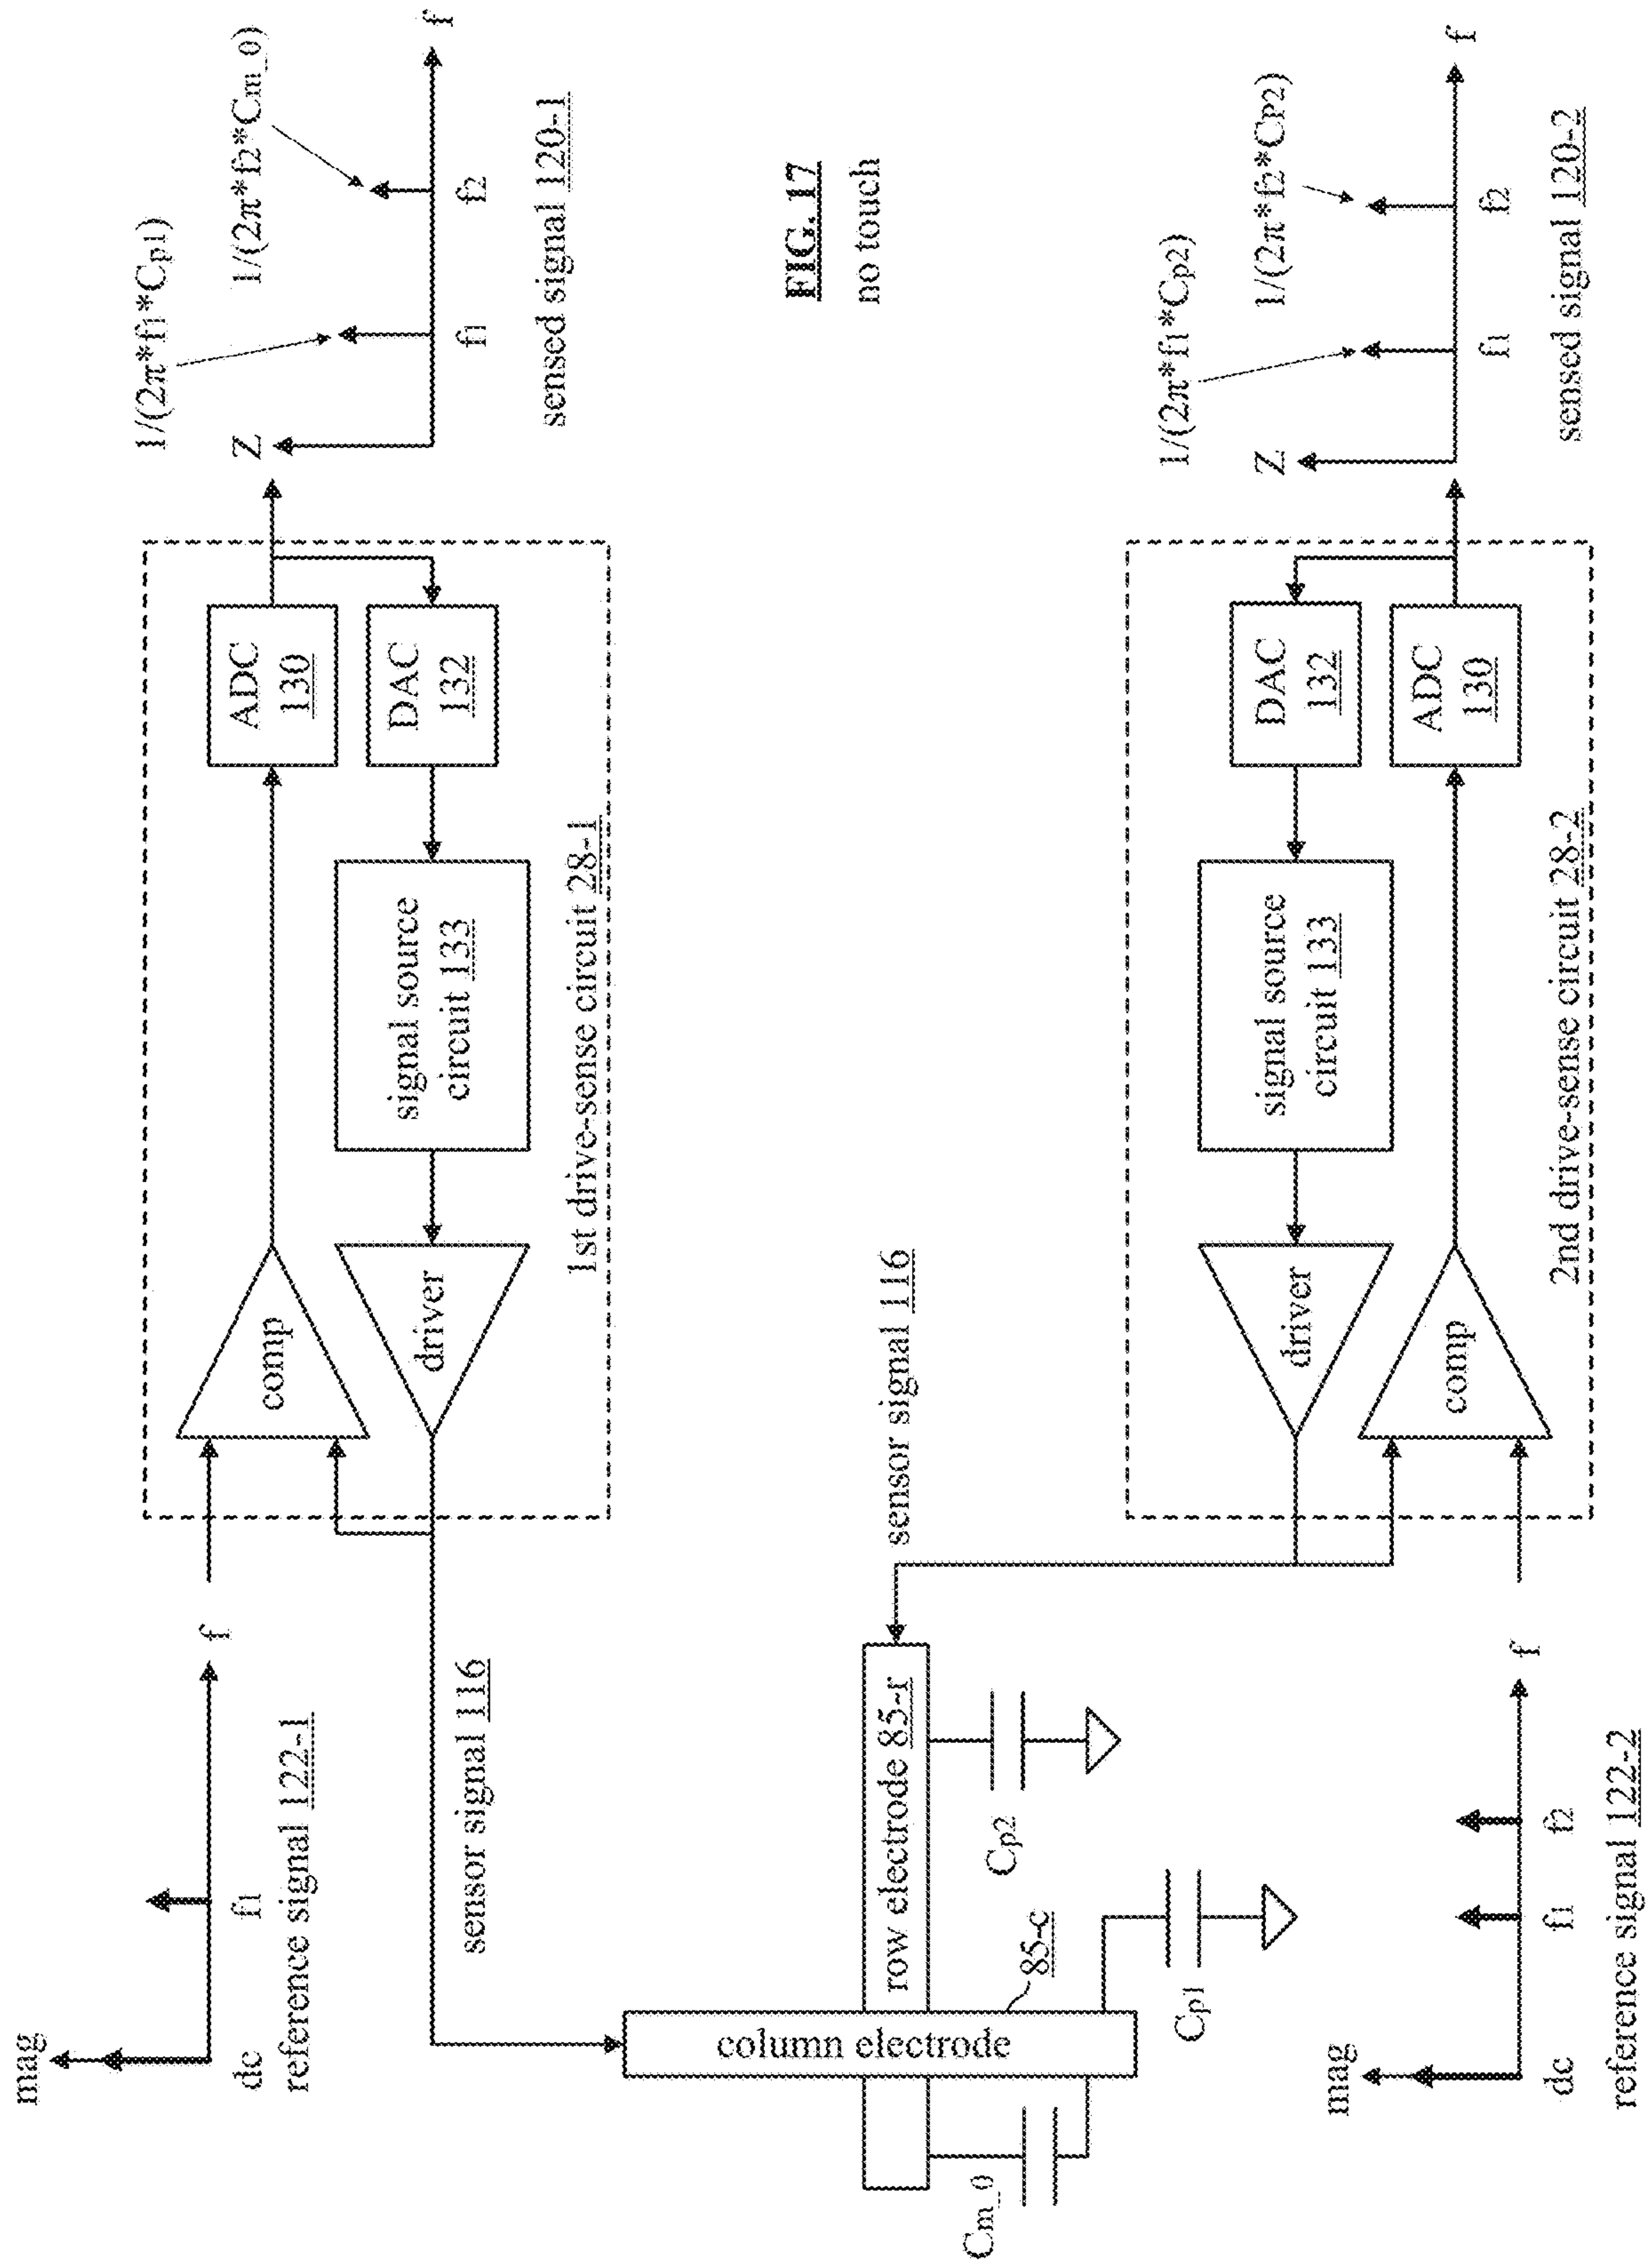 mag
dc
f1
f
reference signal 122-1
comp
driver
ADC
130
DAC
132
signal source
circuit 133
1st drive-sense circuit 28-1
Z
1/(2π*f1*Cp1)
1/(2π*f2*Cm_0)
f1
f2
f
sensed signal 120-1
sensor signal 116
FIG. 17
no touch
column electrode
row electrode 85-r
85-c
Cm_0
Cp2
Cp1
sensor signal 116
driver
comp
signal source
circuit 133
DAC
132
ADC
130
2nd drive-sense circuit 28-2
mag
dc
f1
f2
f
reference signal 122-2
Z
1/(2π*f1*Cp2)
1/(2π*f2*CP2)
f1
f2
f
sensed signal 120-2